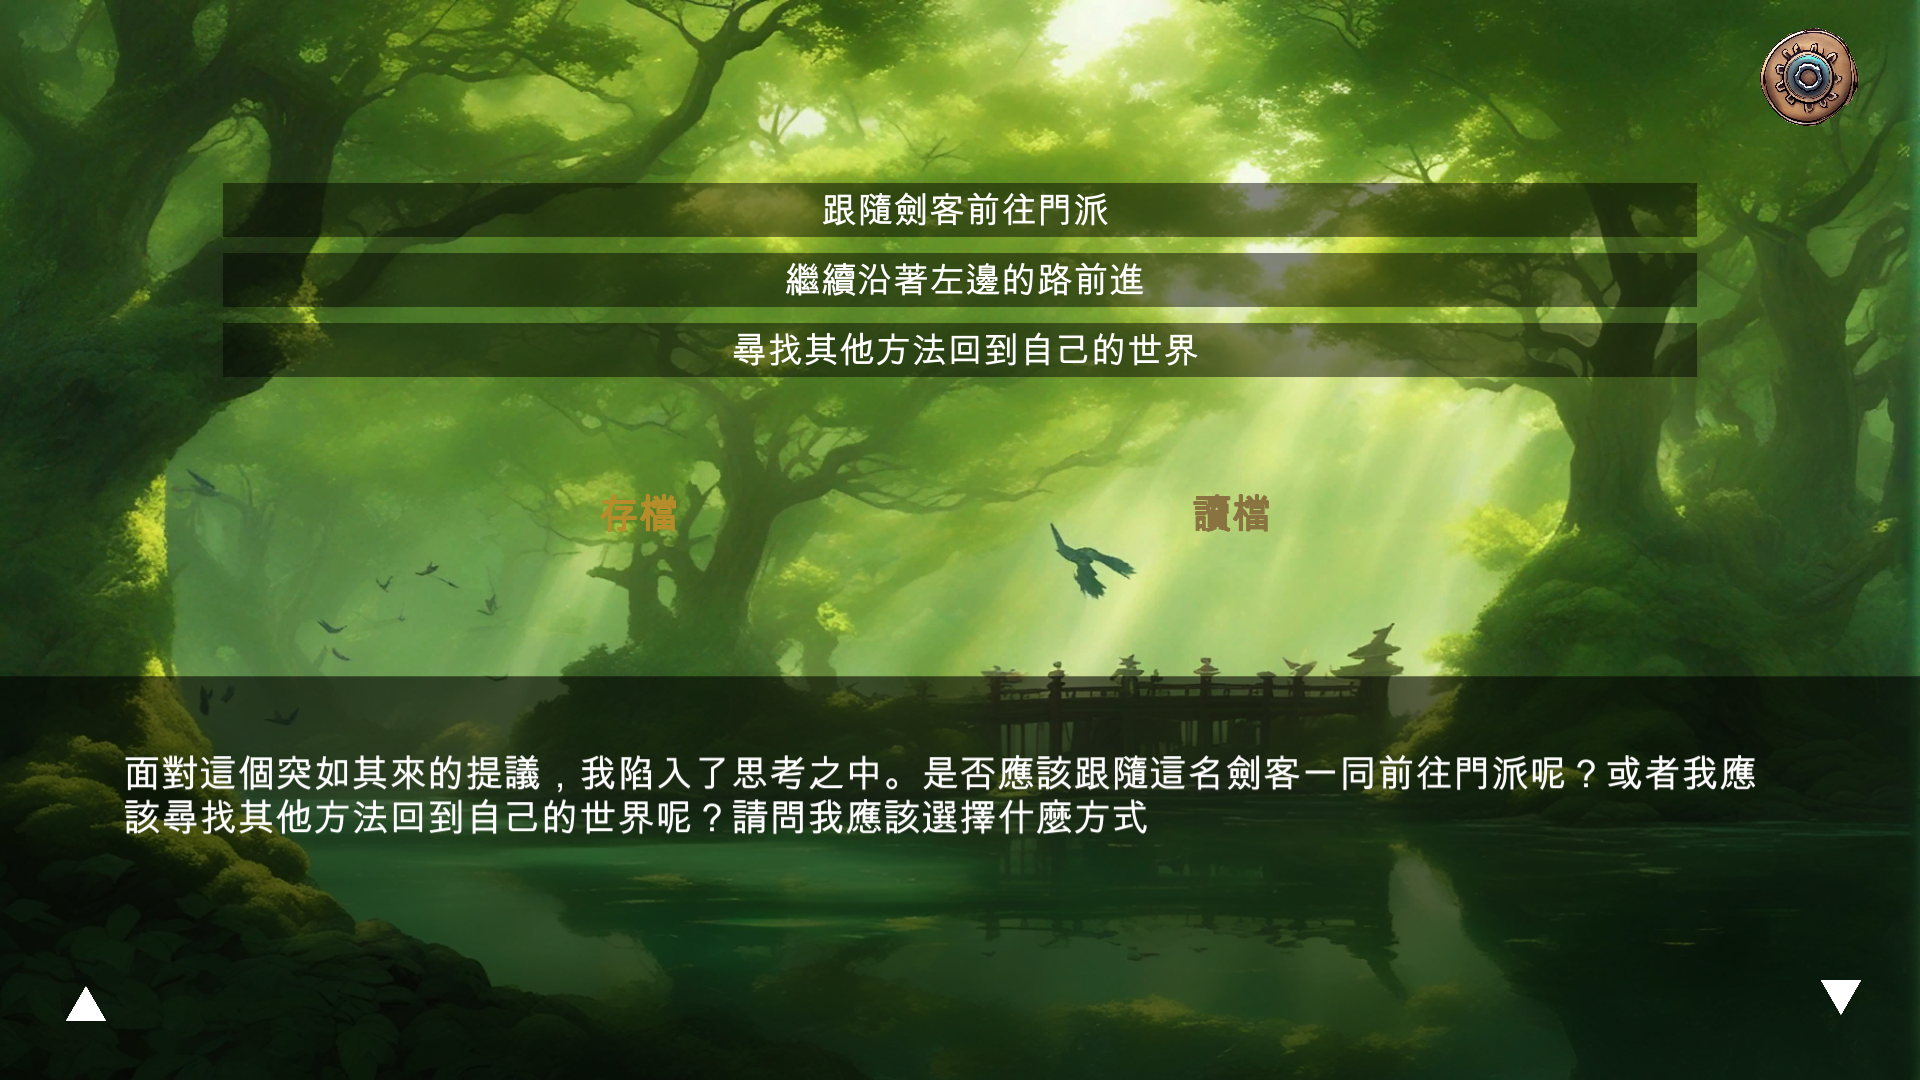 跟隨劍客前往門派
繼續沿著左邊的路前進
尋找其他方法回到自己的世界
存檔
讀檔
面對這個突如其來的提議，我陷入了思考之中。是否應該跟隨這名劍客一同前往門派呢？或者我應
該尋找其他方法回到自己的世界呢？請問我應該選擇什麼方式